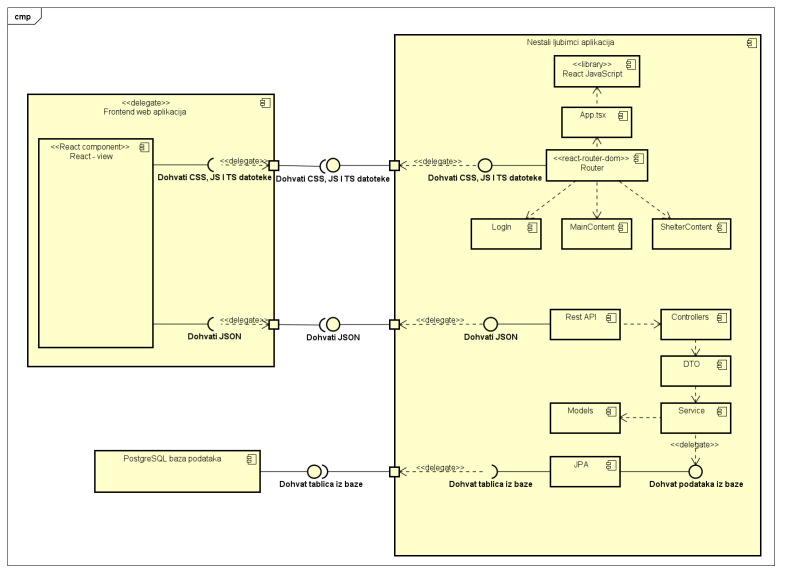 cmp
Nestali ljubimci aplikacija
<<library>>
React JavaScript
App.tsx
<<delegate>>
Frontend web aplikacija
<<React component>>
React - view
<<delegate>>
Dohvati CSS, JS I TS datoteke
Dohvati CSS, JS I TS datoteke
<<delegate>>
Dohvati CSS, JS I TS datoteke
<<react-router-dom>>
Router
LogIn
MainContent
ShelterContent
<<delegate>>
Dohvati JSON
Dohvati JSON
<<delegate>>
Dohvati JSON
Rest API
Controllers
DTO
Models
Service
<<delegate>>
PostgreSQL baza podataka
Dohvat tablica iz baze
<<delegate>>
Dohvat tablica iz baze
JPA
Dohvat podataka iz baze